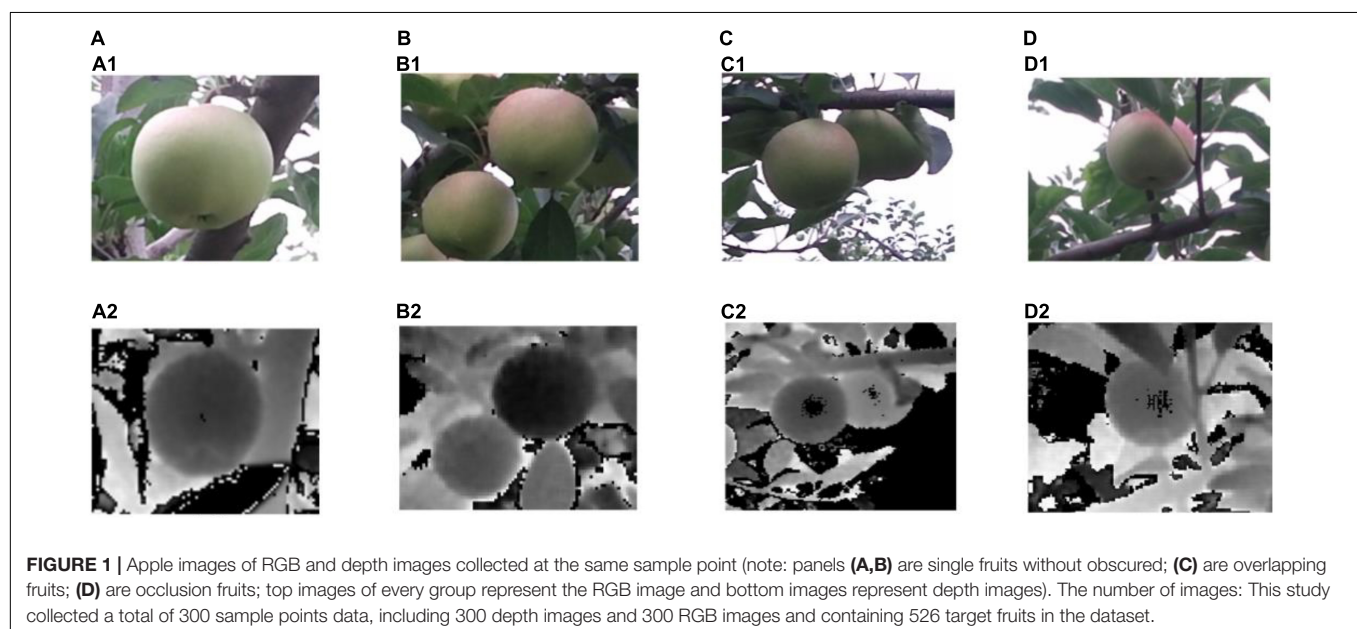 A
B
C
D
A1
B1
C1
D1
A2
B2
C2
D2
FIGURE 1 | Apple images of RGB and depth images collected at the same sample point (note: panels (A,B) are single fruits without obscured; (C) are overlapping
fruits; (D) are occlusion fruits; top images of every group represent the RGB image and bottom images represent depth images). The number of images: This study
collected a total of 300 sample points data, including 300 depth images and 300 RGB images and containing 526 target fruits in the dataset.